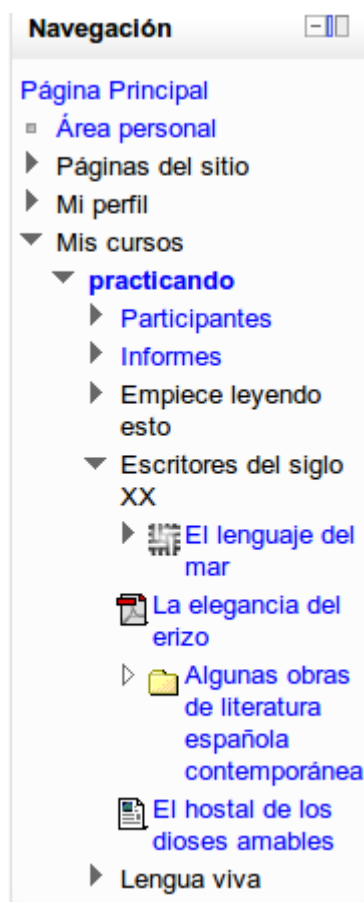 Navegación
Página Principal
Área personal
Páginas del sitio
Mi perfil
Mis cursos
practicando
Participantes
Informes
Empiece leyendo
esto
Escritores del siglo
XX
El lenguaje del
mar
La elegancia del
erizo
Algunas obras
de literatura
española
contemporánea
El hostal de los
dioses amables
Lengua viva